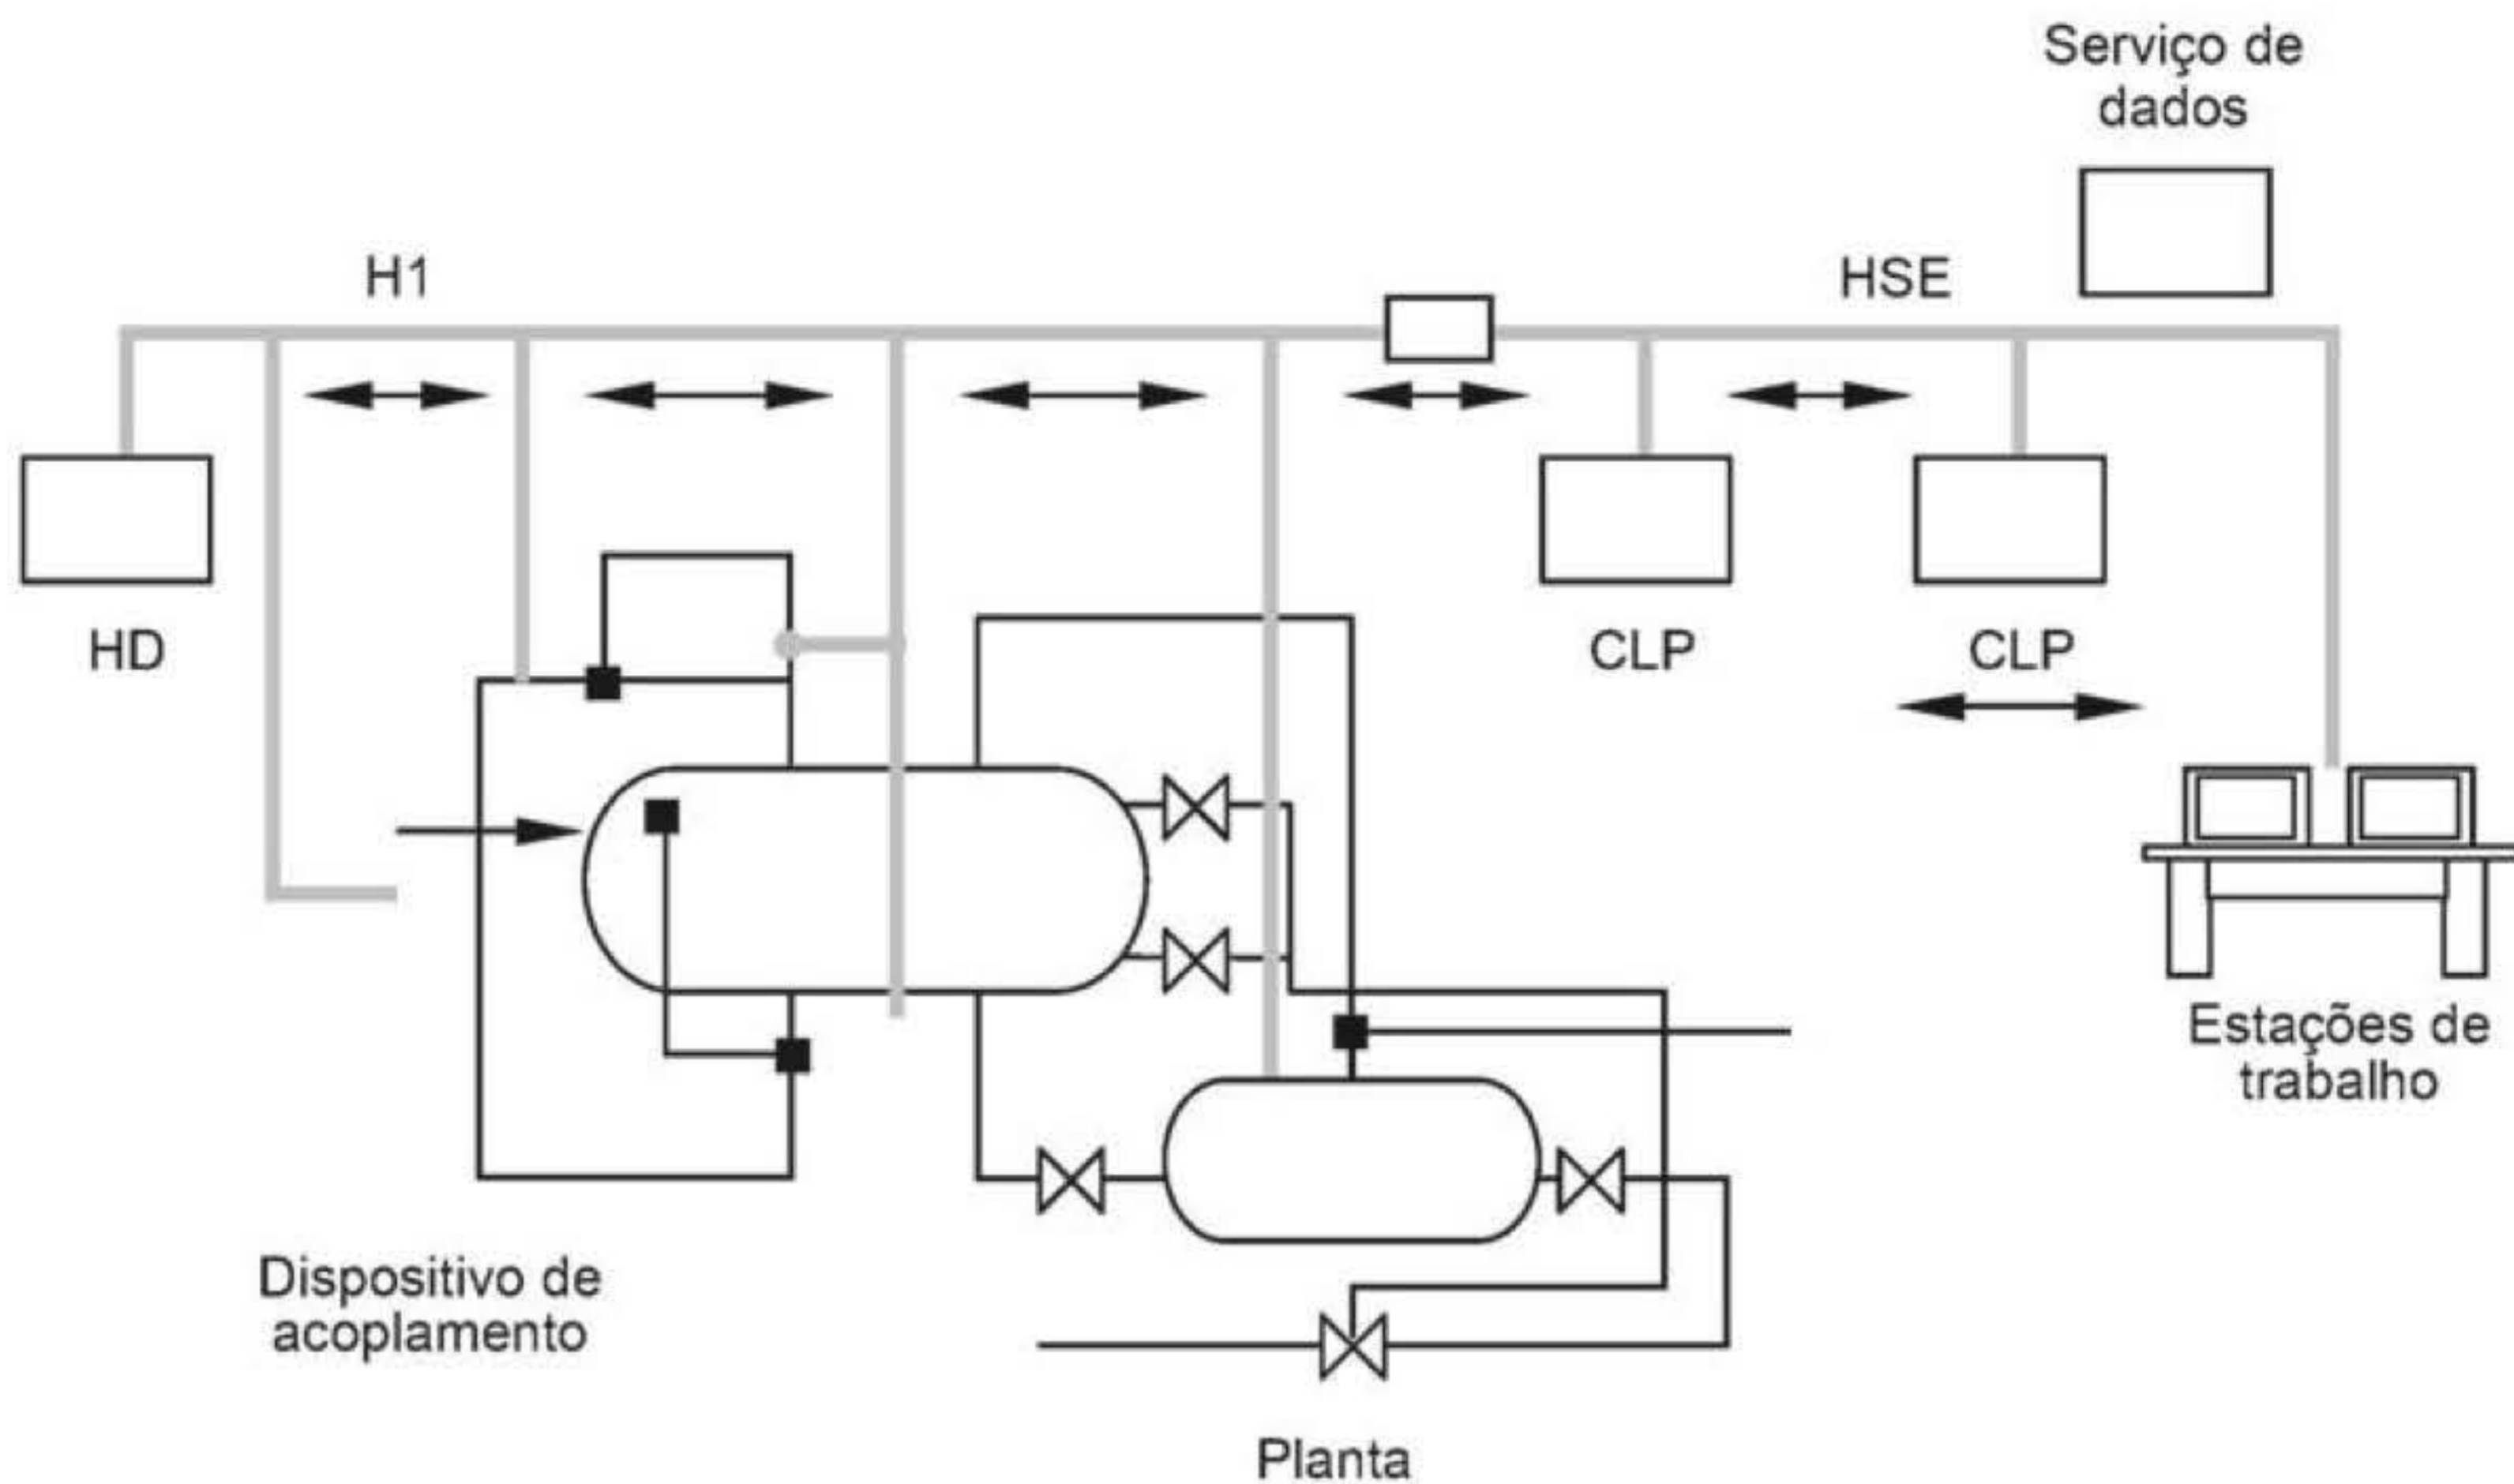 Serviço de
dados
H1
HSE
HD
CLP
CLP
Estações de
trabalho
Dispositivo de
acoplamento
Planta